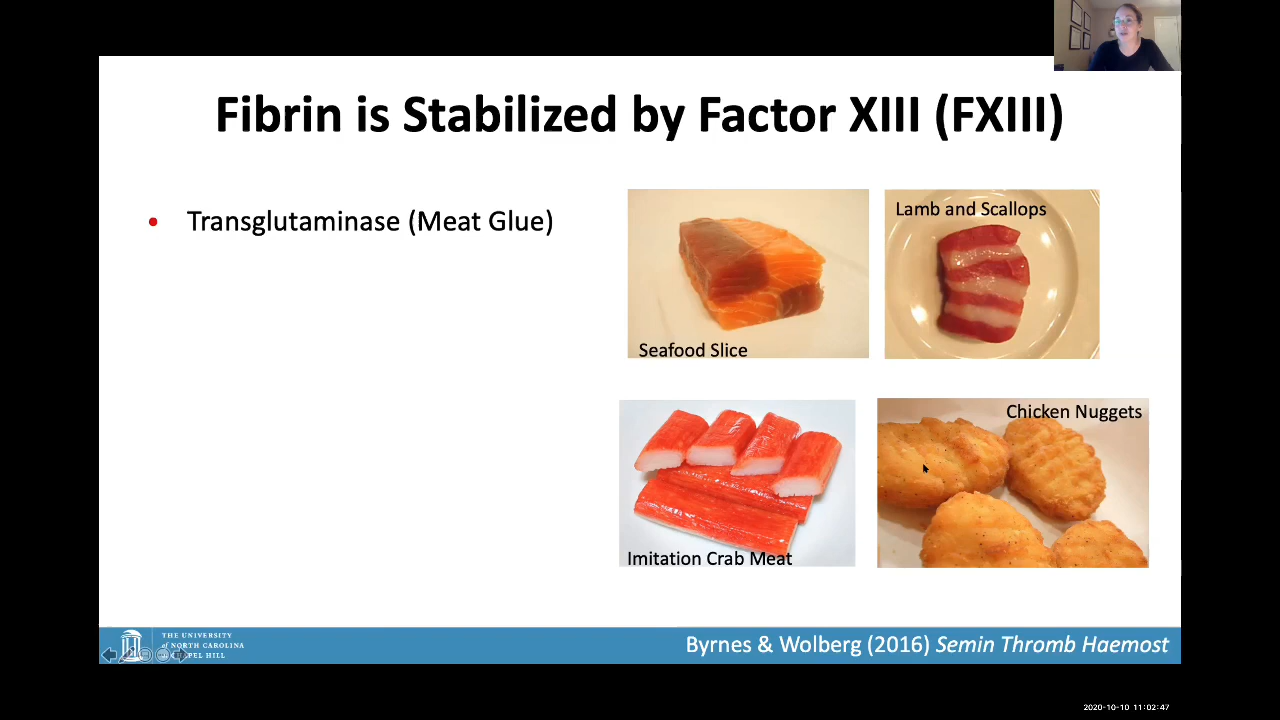 Fibrin is Stabilized by Factor XIII (FXIII)
• Transglutaminase (Meat Glue)
Lamb and Scallops
Seafood Slice
Chicken Nuggets
Imitation Crab Meat
THE UNIVERSITY
of NORTH CAROLINA
PEL HILL
Byrnes & Wolberg (2016) Semin Thromb Haemost
2020-10-10 11:02:47